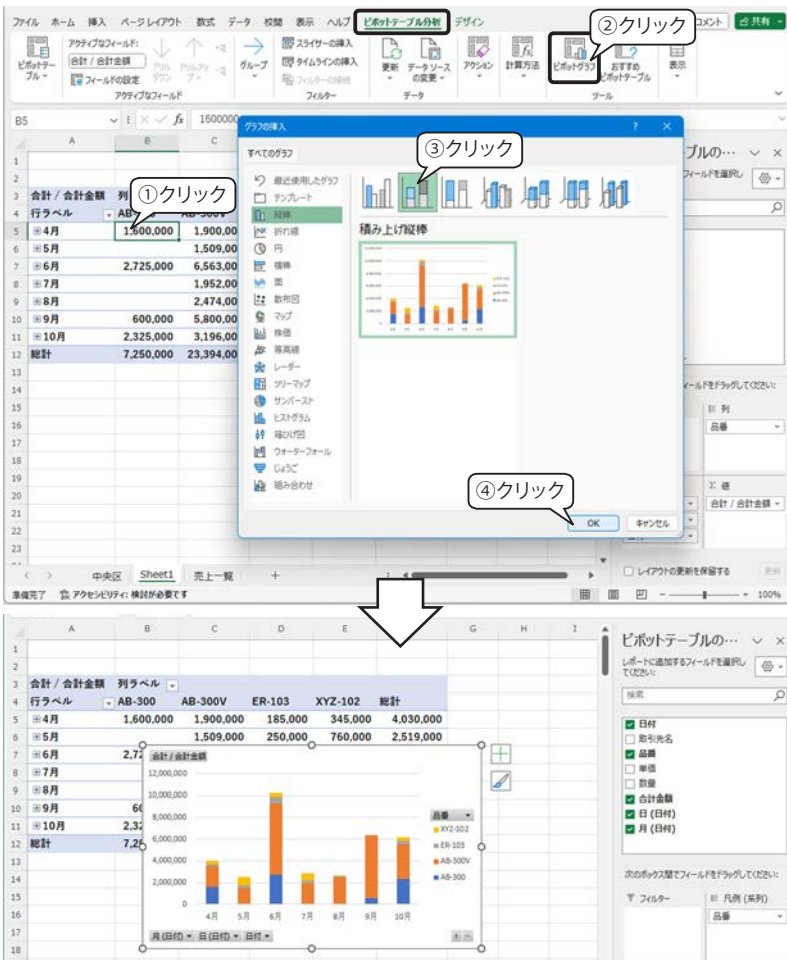 ファイル ホーム 挿入 ページレイアウト 数式 データ 校閲 表示 ヘルプ ピボットテーブル分析 デザイン コメント 共有
②クリック
ピボットテーブル アクティブなフィールド: 合計 / 合計金額 フィールドの設定 グループ スライサーの挿入 タイムラインの挿入 フィルターの接続 更新 データ ソースの変更 アクション 計算方法 ピボットグラフ おすすめピボットテーブル 表示
アクティブなフィールド フィルター データ ツール
B5 1600000
グラフの挿入
すべてのグラフ
③クリック
最近使用したグラフ
テンプレート
縦棒
折れ線
円
横棒
面
散布図
マップ
株価
等高線
レーダー
ツリーマップ
サンバースト
ヒストグラム
箱ひげ図
ウォーターフォール
じょうご
組み合わせ
積み上げ縦棒
④クリック
OK キャンセル
A B C
合計 / 合計金額
①クリック
行ラベル
4月 1,600,000 1,900,00
5月 1,509,00
6月 2,725,000 6,563,00
7月 1,952,00
8月 2,474,00
9月 600,000 5,800,00
10月 2,325,000 3,196,00
総計 7,250,000 23,394,00
列
品番
Σ 値
合計 / 合計金額
レイアウトの更新を保留する 更新
中央区 Sheet1 売上一覧 +
準備完了 アクセシビリティ: 検討が必要です 100%
A B C D E G H I
合計 / 合計金額 列ラベル
行ラベル AB-300 AB-300V ER-103 XYZ-102 総計
4月 1,600,000 1,900,000 185,000 345,000 4,030,000
5月 1,509,000 250,000 760,000 2,519,000
6月 2,72
7月
8月
9月 60
10月 2,32
総計 7,25
合計 / 合計金額
12,000,000
10,000,000
8,000,000
6,000,000
4,000,000
2,000,000
0
4月 5月 6月 7月 8月 9月 10月
品番
XYZ-102
ER-103
AB-300V
AB-300
月 (日付) 日 (日付) 日付
ピボットテーブルの…
レポートに追加するフィールドを選択してください:
検索
日付
取引先名
品番
単価
数量
合計金額
日 (日付)
月 (日付)
次のボックス間でフィールドをドラッグしてください:
フィルター 凡例 (系列)
品番